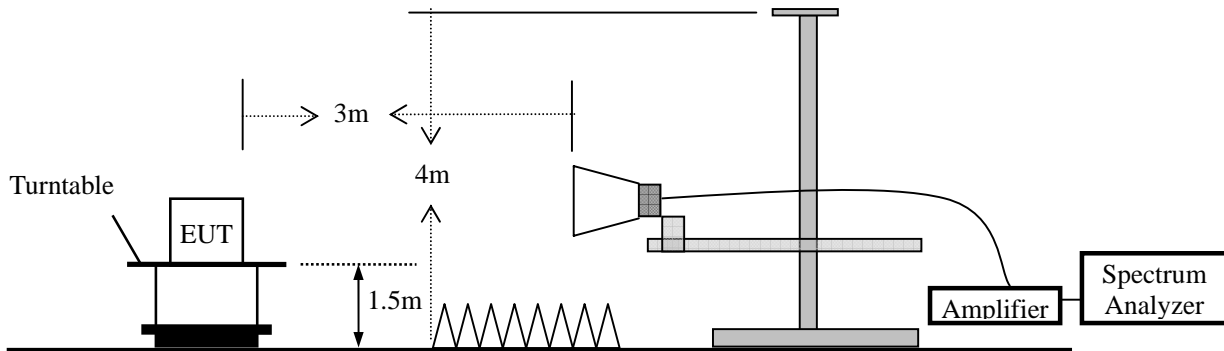 3m
4m
Turntable
EUT
1.5m
Amplifier
Spectrum
Analyzer